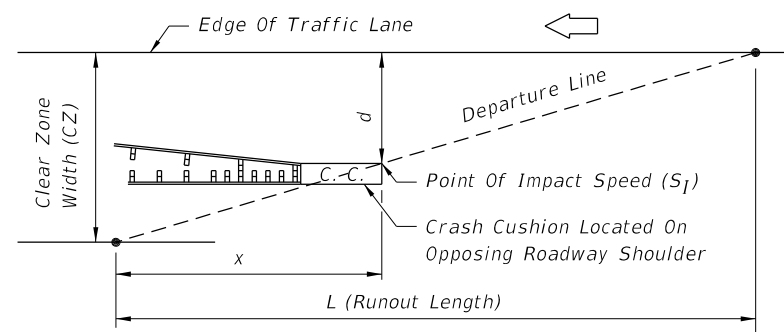 Edge Of Traffic Lane
Departure Line
d
Clear Zone
Width (CZ)
C. C.
Point Of Impact Speed (SI)
Crash Cushion Located On
Opposing Roadway Shoulder
x
L (Runout Length)